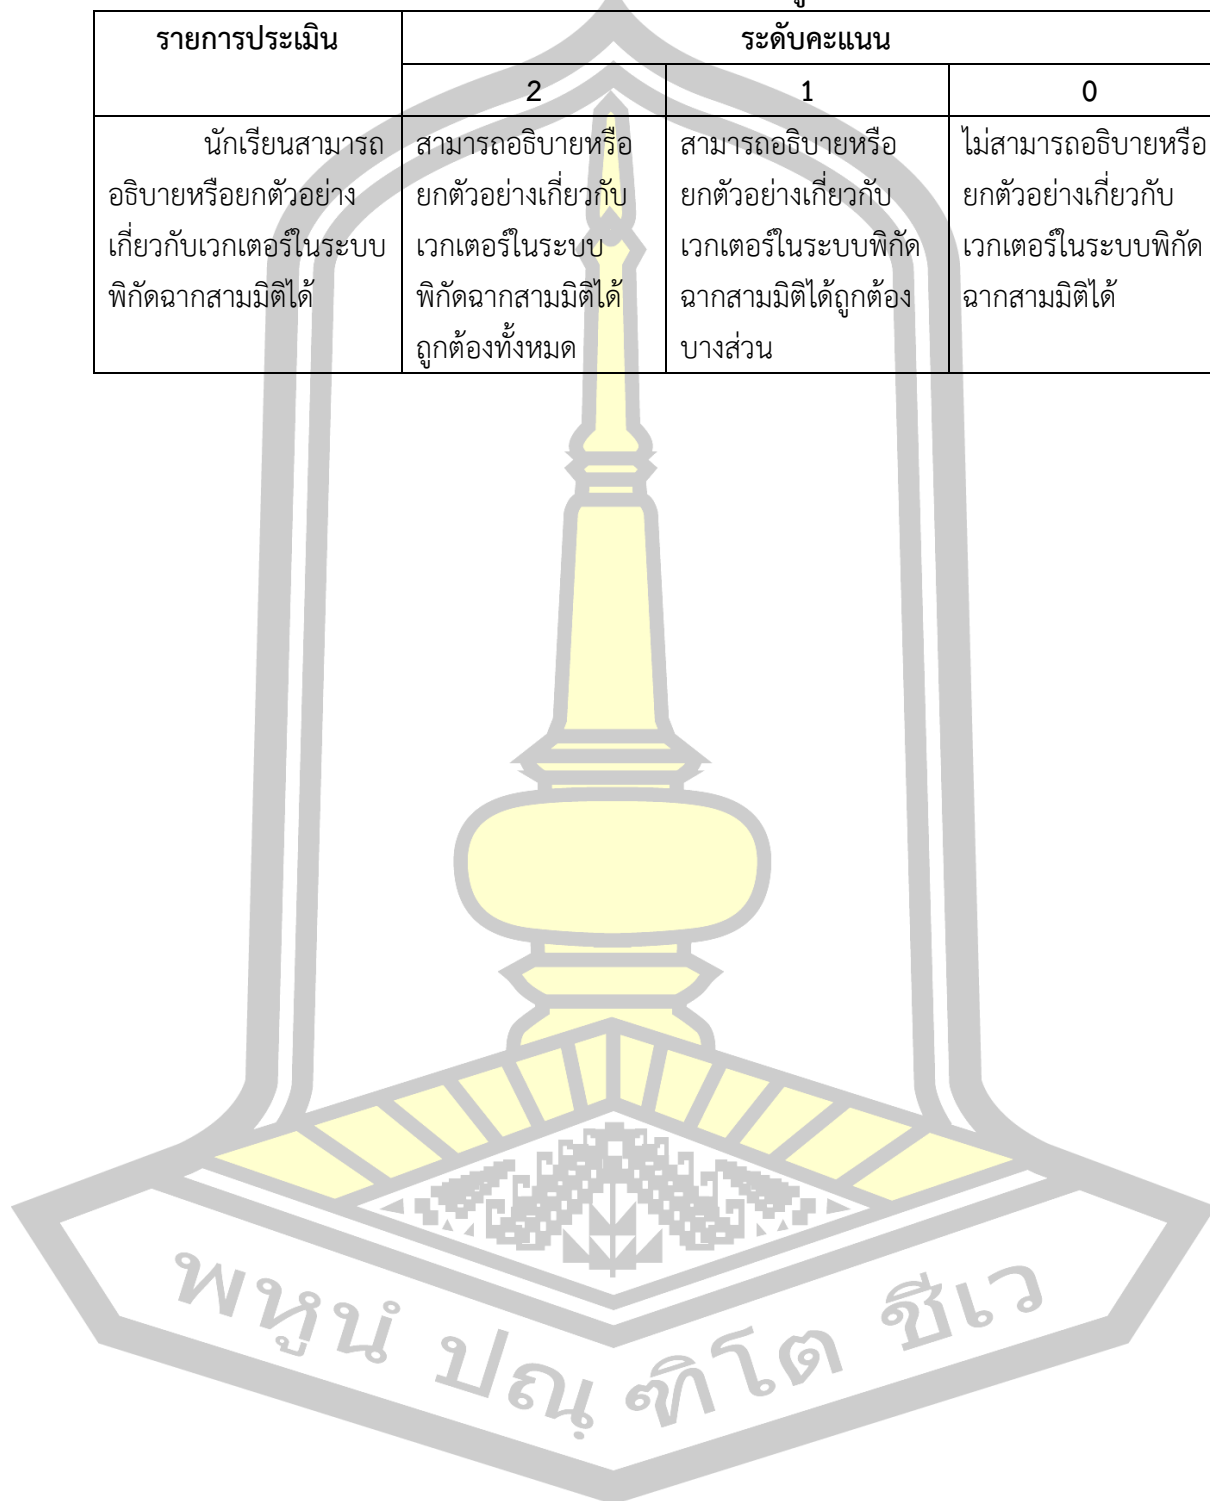 รายการประเมิน
ระดับคะแนน
2
1
0
นักเรียนสามารถ
อธิบายหรือยกตัวอย่าง
เกี่ยวกับเวกเตอร์ในระบบ
พิกัดฉากสามมิติได้
สามารถอธิบายหรือ
ยกตัวอย่างเกี่ยวกับ
เวกเตอร์ในระบบ
พิกัดฉากสามมิติได้
ถูกต้องทั้งหมด
สามารถอธิบายหรือ
ยกตัวอย่างเกี่ยวกับ
เวกเตอร์ในระบบพิกัด
ฉากสามมิติได้ถูกต้อง
บางส่วน
ไม่สามารถอธิบายหรือ
ยกตัวอย่างเกี่ยวกับ
เวกเตอร์ในระบบพิกัด
ฉากสามมิติได้
พหูนํ ปณฺฑิโต ชีเว